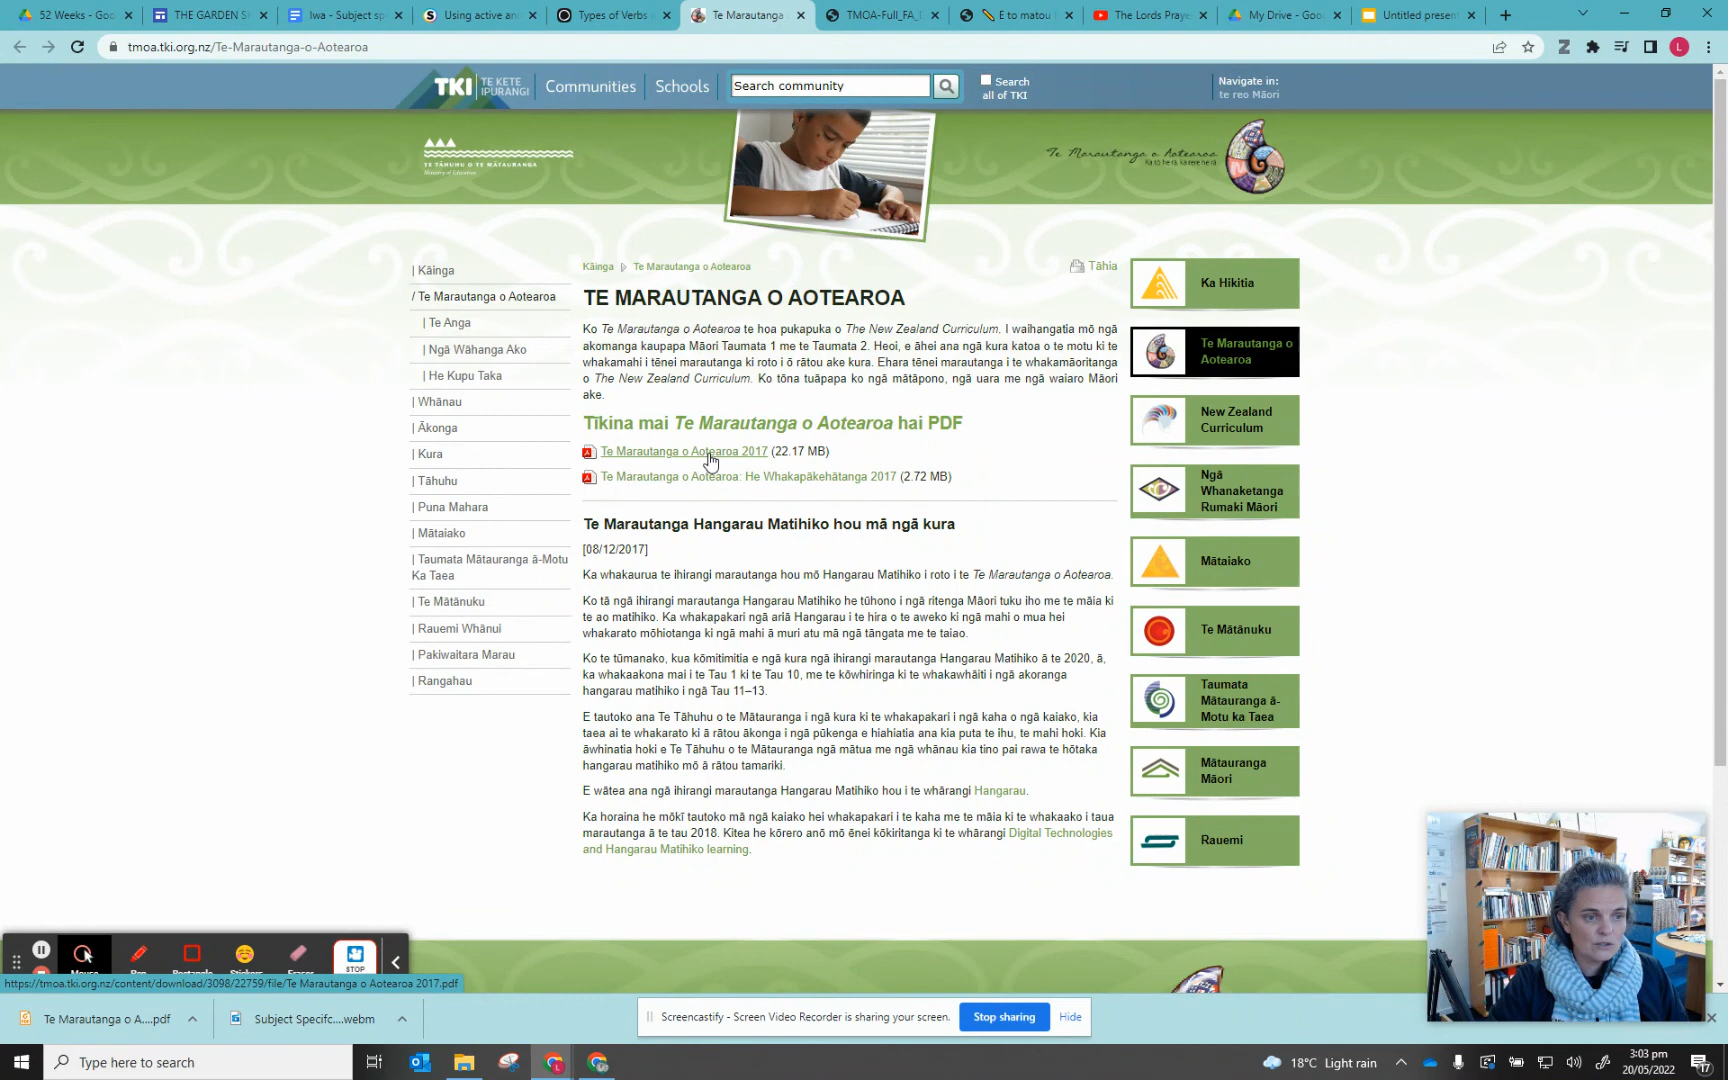 52 Weeks - Goo
THE GARDEN S
Iwa - Subject sp
Using active an
Types of Verbs
Te Marautanga
TMOA-Full_FA_
E to matou
The Lords Praye
My Drive - Goo
Untitled present
tmoa.tki.org.nz/Te-Marautanga-o-Aotearoa
L
TKI TE KETE IPURANGI
Communities
Schools
Search community
Search all of TKI
Navigate in:
te reo Māori
TE TĀHUHU O TE MĀTAURANGA
Ministry of Education
Te Marautanga o Aotearoa
| Kāinga
/ Te Marautanga o Aotearoa
| Te Anga
| Ngā Wāhanga Ako
| He Kupu Taka
| Whānau
| Ākonga
| Kura
| Tāhuhu
| Puna Mahara
| Mātaiako
| Taumata Mātauranga ā-Motu
Ka Taea
| Te Mātānuku
| Rauemi Whānui
| Pakiwaitara Marau
| Rangahau
Kāinga
Te Marautanga o Aotearoa
Tāhia
TE MARAUTANGA O AOTEAROA
Ko Te Marautanga o Aotearoa te hoa pukapuka o The New Zealand Curriculum. I waihangatia mō ngā
akomanga kaupapa Māori Taumata 1 me te Taumata 2. Heoi, e āhei ana ngā kura katoa o te motu ki te
whakamahi i tēnei marautanga ki roto i ō rātou ake kura. Ehara tēnei marautanga i te whakamāoritanga
o The New Zealand Curriculum. Ko tōna tuāpapa ko ngā mātāpono, ngā uara me ngā waiaro Māori
ake.
Tīkina mai Te Marautanga o Aotearoa hai PDF
Te Marautanga o Aotearoa 2017 (22.17 MB)
Te Marautanga o Aotearoa: He Whakapākehātanga 2017 (2.72 MB)
Te Marautanga Hangarau Matihiko hou mā ngā kura
[08/12/2017]
Ka whakaurua te ihirangi marautanga hou mō Hangarau Matihiko i roto i te Te Marautanga o Aotearoa.
Ko tā ngā ihirangi marautanga Hangarau Matihiko he tūhono i ngā ritenga Māori tuku iho me te māia ki
te ao matihiko. Ka whakapakari ngā ariā Hangarau i te hira o te aweko ki ngā mahi o mua hei
whakarato mōhiotanga ki ngā mahi ā muri atu mā ngā tāngata me te taiao.
Ko te tūmanako, kua kōmitimitia e ngā kura ngā ihirangi marautanga Hangarau Matihiko ā te 2020, ā,
ka whakaakona mai i te Tau 1 ki te Tau 10, me te kōwhiringa ki te whakawhāiti i ngā akoranga
hangarau matihiko i ngā Tau 11–13.
E tautoko ana Te Tāhuhu o te Mātauranga i ngā kura ki te whakapakari i ngā kaha o ngā kaiako, kia
taea ai te whakarato ki ā rātou ākonga i ngā pūkenga e hiahiatia ana kia puta te ihu, te mahi hoki. Kia
āwhinatia hoki e Te Tāhuhu o te Mātauranga ngā mātua me ngā whānau kia tino pai rawa te hōtaka
hangarau matihiko mō ā rātou tamariki.
E wātea ana ngā ihirangi marautanga Hangarau Matihiko hou i te whārangi Hangarau.
Ka horaina he mōkī tautoko mā ngā kaiako hei whakapakari i te kaha me te māia ki te whakaako i taua
marautanga ā te tau 2018. Kitea he kōrero anō mō ēnei kōkiritanga ki te whārangi Digital Technologies
and Hangarau Matihiko learning.
Ka Hikitia
Te Marautanga o
Aotearoa
New Zealand
Curriculum
Ngā
Whanaketanga
Rumaki Māori
Mātaiako
Te Mātānuku
Taumata
Mātauranga ā-
Motu ka Taea
Mātauranga
Māori
Rauemi
Mouse
Pen
Rectangle
Stickers
Eraser
STOP
https://tmoa.tki.org.nz/content/download/3098/22759/file/Te Marautanga o Aotearoa 2017.pdf
Te Marautanga o A....pdf
Subject Specifc....webm
Screencastify - Screen Video Recorder is sharing your screen.
Stop sharing
Hide
Type here to search
18°C Light rain
3:03 pm
20/05/2022
17